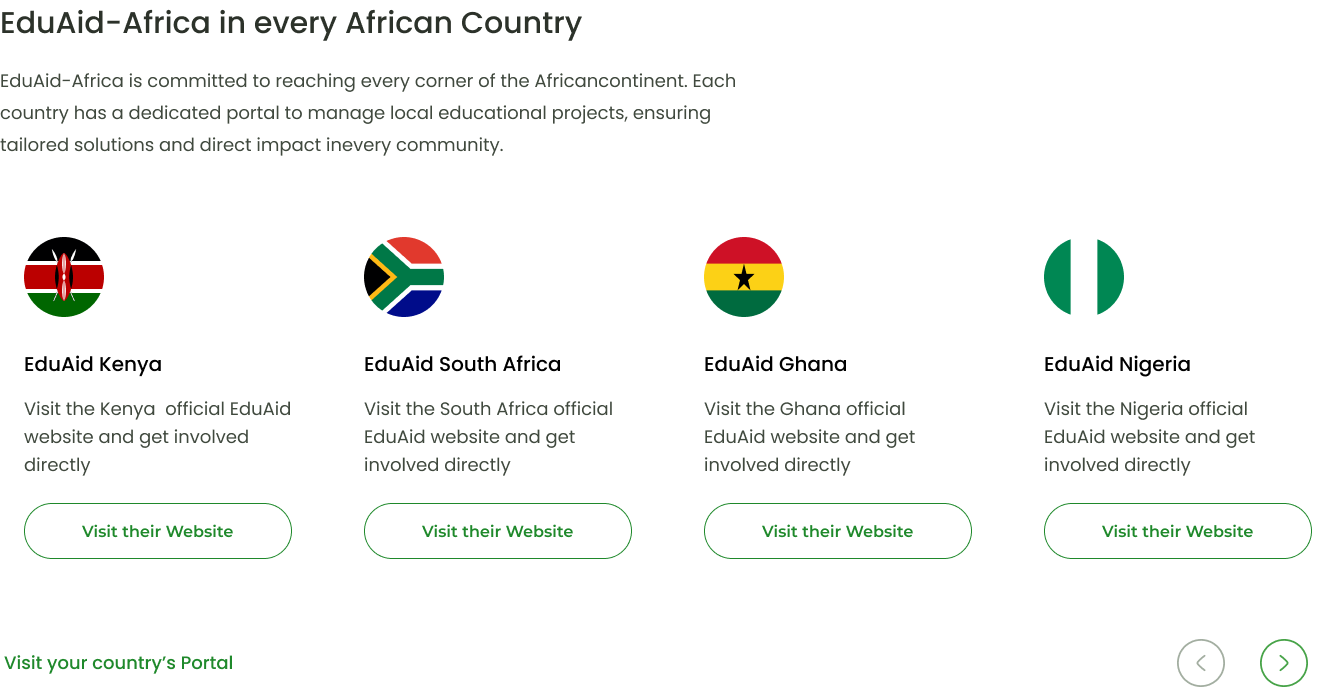 EduAid-Africa in every African Country
EduAid-Africa is committed to reaching every corner of the Africancontinent. Each
country has a dedicated portal to manage local educational projects, ensuring
tailored solutions and direct impact inevery community.
EduAid Kenya
Visit the Kenya  official EduAid
website and get involved
directly
Visit their Website
EduAid South Africa
Visit the South Africa official
EduAid website and get
involved directly
Visit their Website
EduAid Ghana
Visit the Ghana official
EduAid website and get
involved directly
Visit their Website
EduAid Nigeria
Visit the Nigeria official
EduAid website and get
involved directly
Visit their Website
Visit your country’s Portal